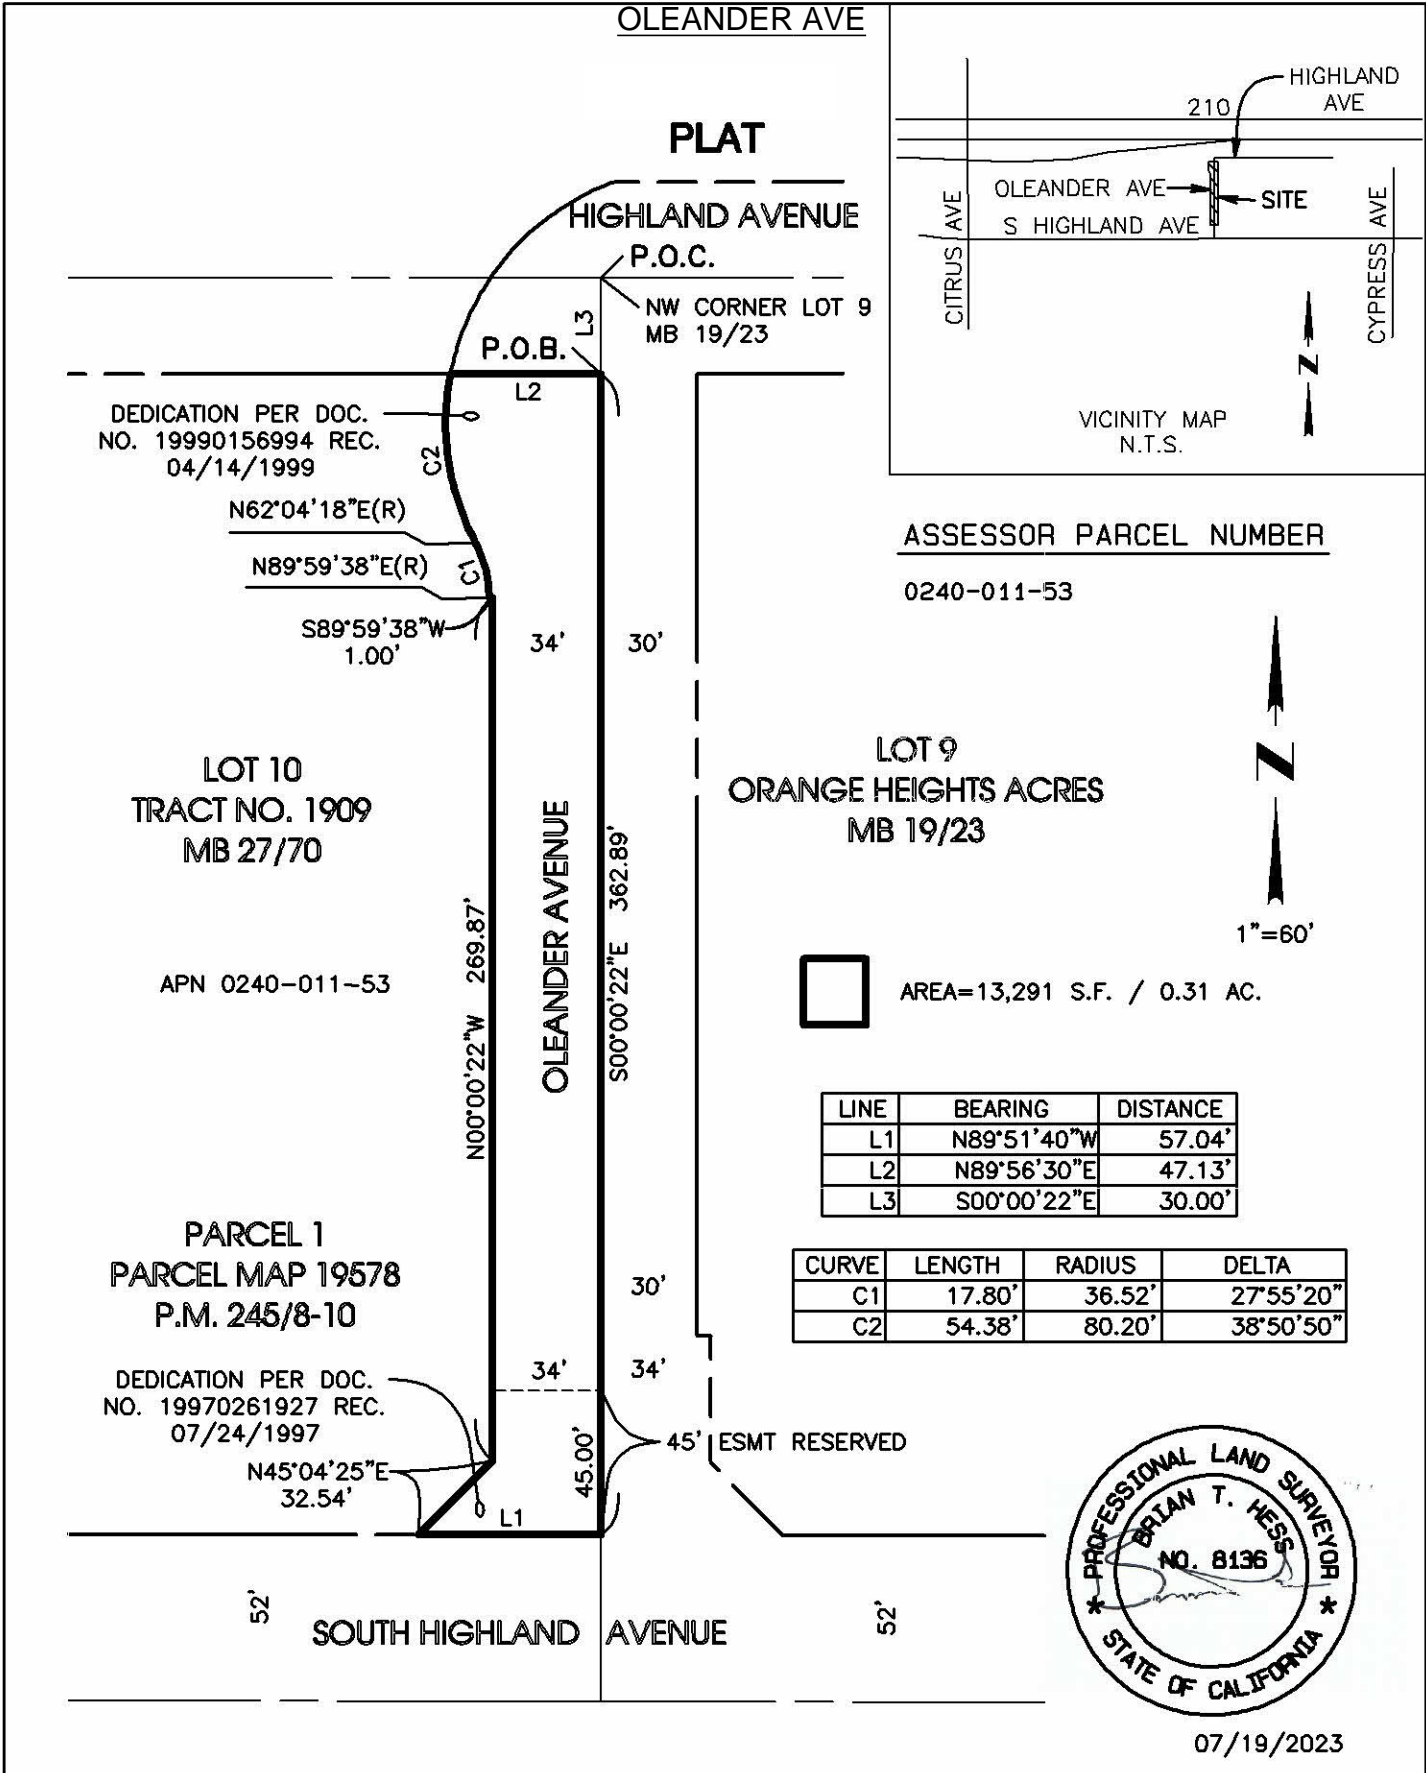 OLEANDER AVE
PLAT
HIGHLAND AVENUE
P.O.C.
NW CORNER LOT 9
MB 19/23
L3
P.O.B.
L2
DEDICATION PER DOC.
NO. 19990156994 REC.
04/14/1999
C2
N62°04'18"E(R)
N89°59'38"E(R)
C1
S89°59'38"W
1.00'
34'
30'
LOT 10
TRACT NO. 1909
MB 27/70
APN 0240-011-53
N00°00'22"W 269.87'
OLEANDER AVENUE
S00°00'22"E 362.89'
LOT 9
ORANGE HEIGHTS ACRES
MB 19/23
PARCEL 1
PARCEL MAP 19578
P.M. 245/8-10
30'
34'
34'
DEDICATION PER DOC.
NO. 19970261927 REC.
07/24/1997
N45°04'25"E
32.54'
L1
45.00'
45' ESMT RESERVED
52'
SOUTH HIGHLAND AVENUE
52'
HIGHLAND
AVE
210
OLEANDER AVE
SITE
S HIGHLAND AVE
CITRUS AVE
CYPRESS AVE
N
VICINITY MAP
N.T.S.
ASSESSOR PARCEL NUMBER
0240-011-53
N
1"=60'
AREA=13,291 S.F. / 0.31 AC.
LINE BEARING DISTANCE
L1 N89°51'40"W 57.04'
L2 N89°56'30"E 47.13'
L3 S00°00'22"E 30.00'
CURVE LENGTH RADIUS DELTA
C1 17.80' 36.52' 27°55'20"
C2 54.38' 80.20' 38°50'50"
PROFESSIONAL LAND SURVEYOR
BRIAN T. HESS
NO. 8136
STATE OF CALIFORNIA
07/19/2023